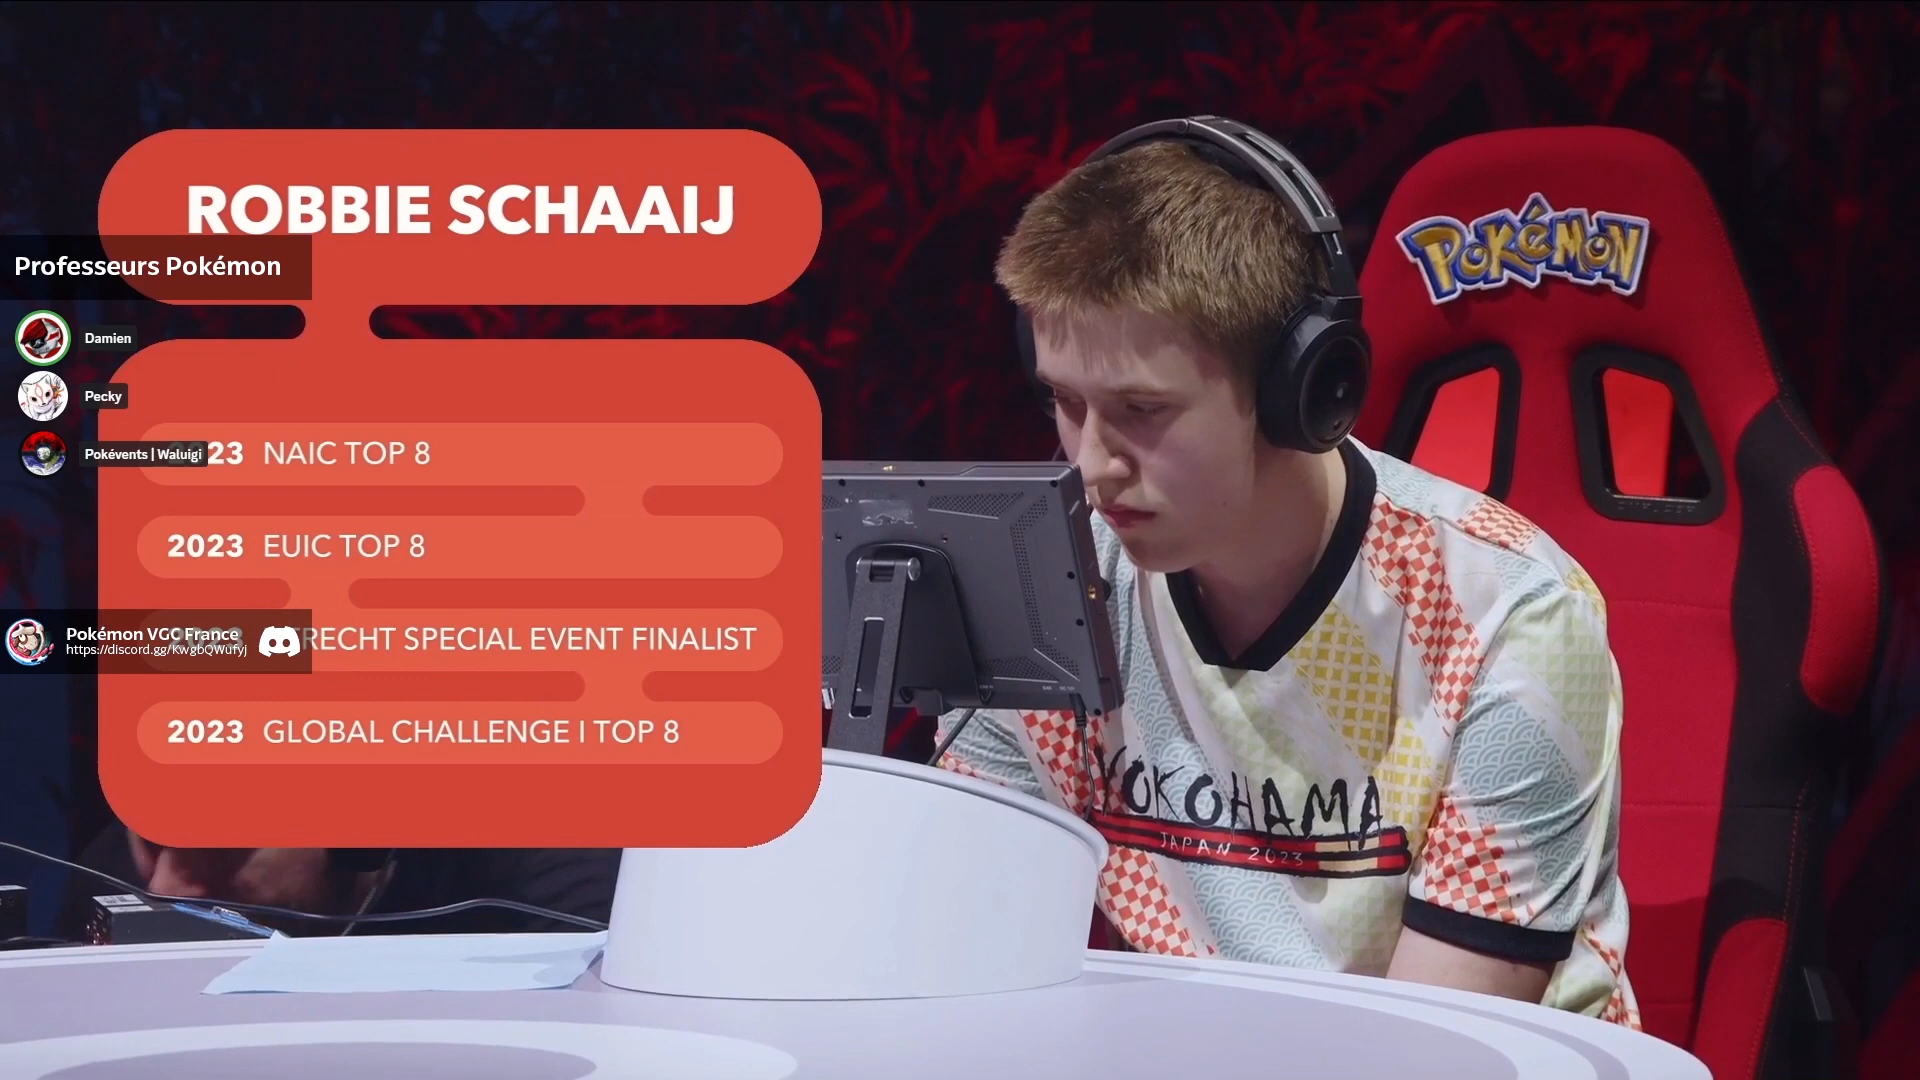 ROBBIE SCHAAIJ
Professeurs Pokémon
Damien
Pecky
Pokévents | Waluigi
23 NAIC TOP 8
2023 EUIC TOP 8
RECHT SPECIAL EVENT FINALIST
Pokémon VGC France
https://discord.gg/KwgbQWufyj
2023 GLOBAL CHALLENGE I TOP 8
POKéMON
YOKOHAMA
JAPAN 2023